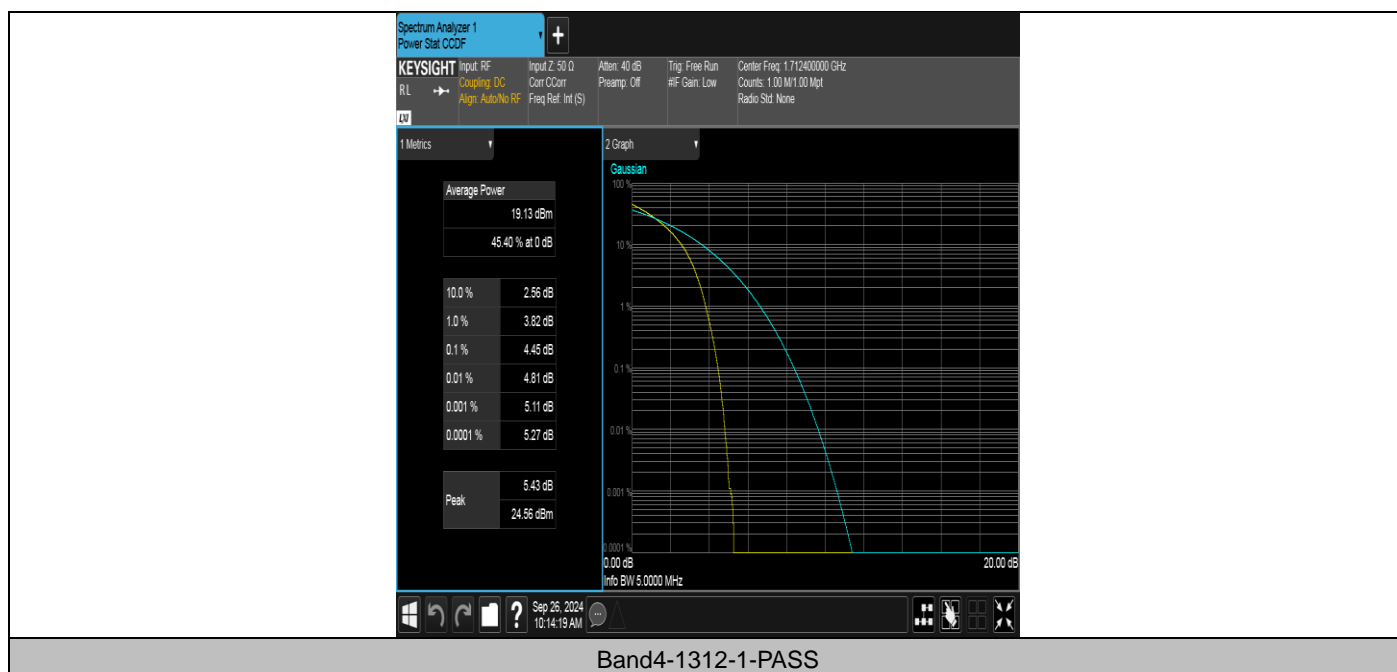 Spectrum Analyzer 1
Power Stat CCDF
+
KEYSIGHT
RL
LXI
Input: RF
Coupling: DC
Align: Auto/No RF
Input Z: 50 Ω
Corr CCorr
Freq Ref: Int (S)
Atten: 40 dB
Preamp: Off
Trig: Free Run
#IF Gain: Low
Center Freq: 1.712400000 GHz
Counts: 1.00 M/1.00 Mpt
Radio Std: None
1 Metrics
Average Power
19.13 dBm
45.40 % at 0 dB
10.0 % 2.56 dB
1.0 % 3.82 dB
0.1 % 4.45 dB
0.01 % 4.81 dB
0.001 % 5.11 dB
0.0001 % 5.27 dB
Peak
5.43 dB
24.56 dBm
2 Graph
Gaussian
100 %
10 %
1 %
0.1 %
0.01 %
0.001 %
0.0001 %
0.00 dB 20.00 dB
Info BW 5.0000 MHz
?
Sep 26, 2024
10:14:19 AM
Band4-1312-1-PASS